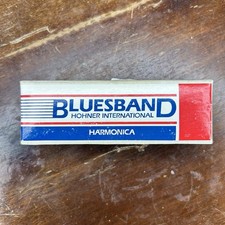 BLUESBAND
HOHNER INTERNATIONAL
HARMONICA